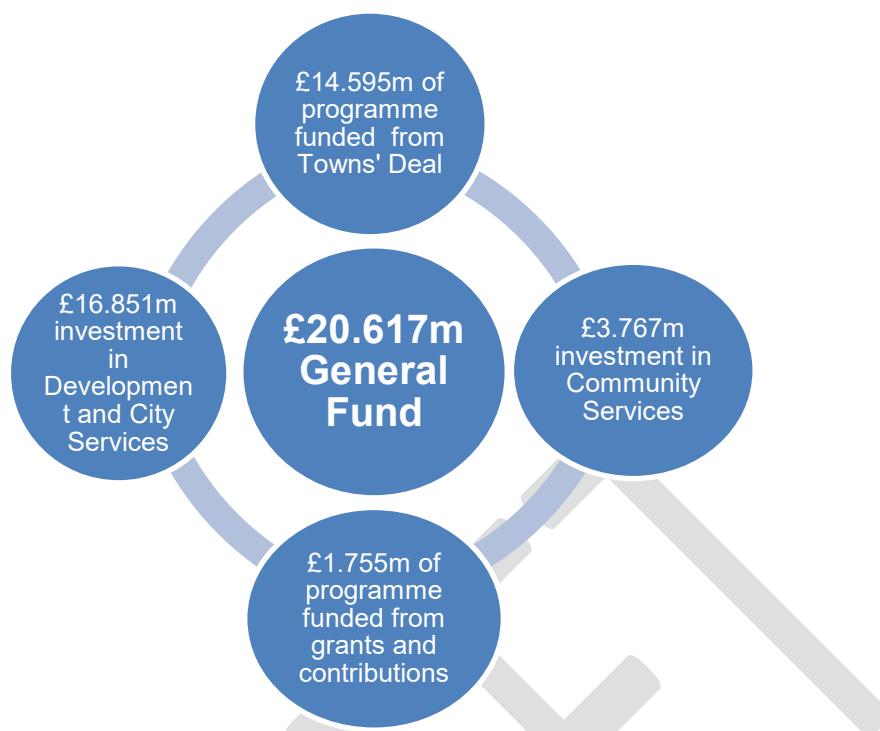 £14.595m of
programme
funded from
Towns' Deal
£16.851m
investment
in
Developmen
t and City
Services
£20.617m
General
Fund
£3.767m
investment in
Community
Services
£1.755m of
programme
funded from
grants and
contributions